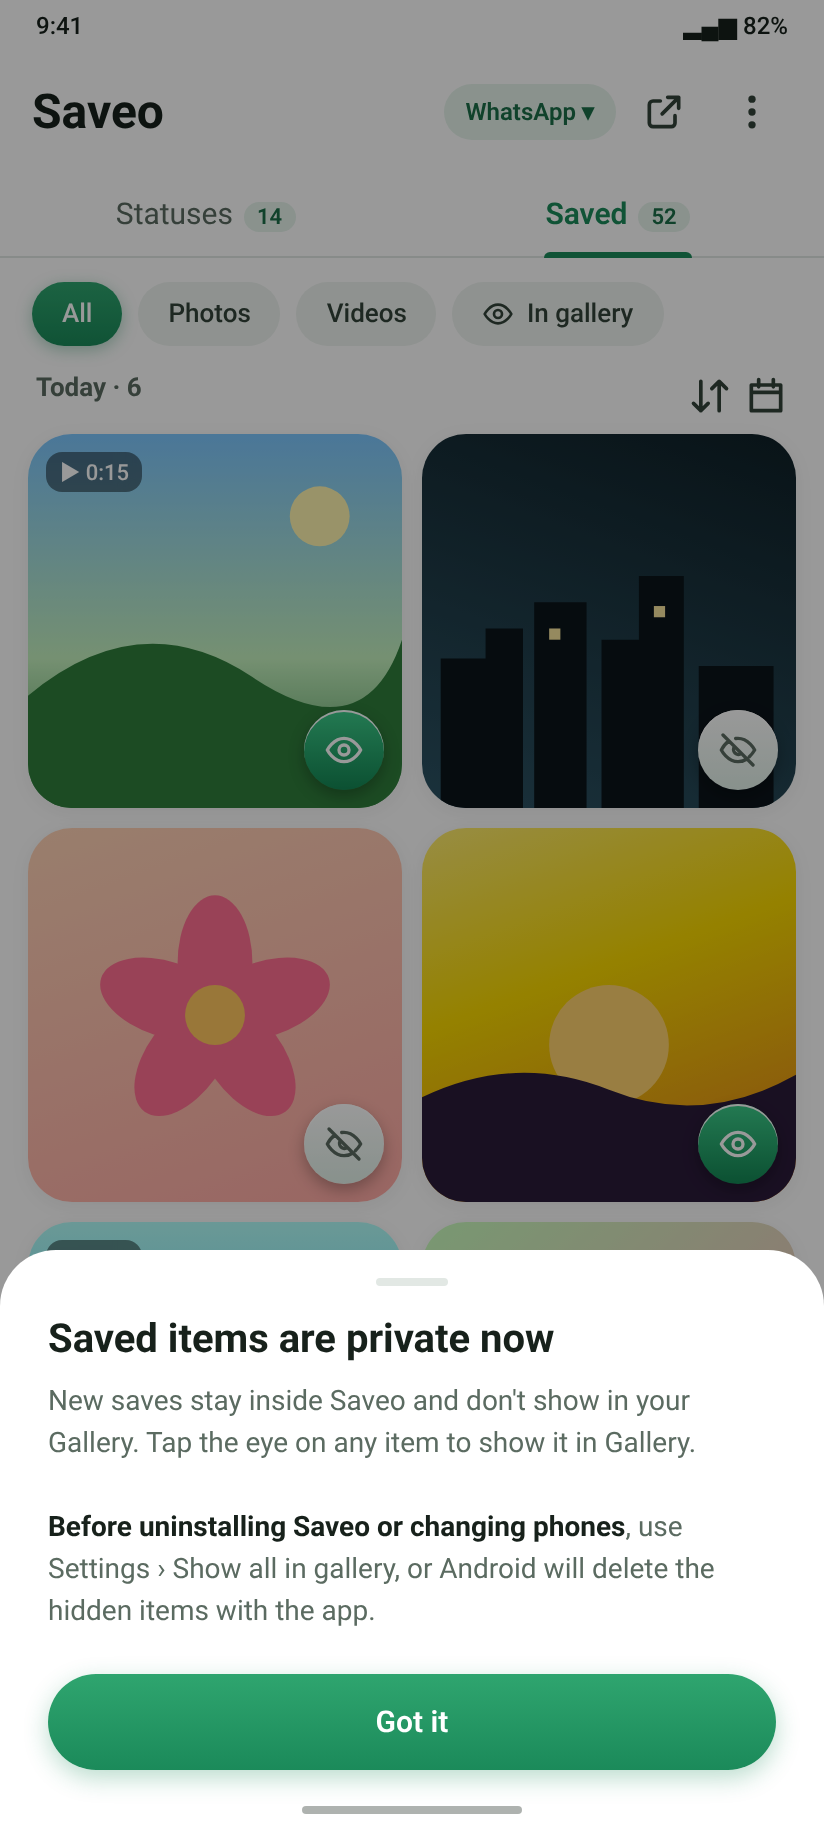 9:41 82%
Saveo WhatsApp ▾
Statuses 14 Saved 52
All Photos Videos In gallery
Today · 6
0:15
Saved items are private now
New saves stay inside Saveo and don't show in your
Gallery. Tap the eye on any item to show it in Gallery.
Before uninstalling Saveo or changing phones, use
Settings › Show all in gallery, or Android will delete the
hidden items with the app.
Got it